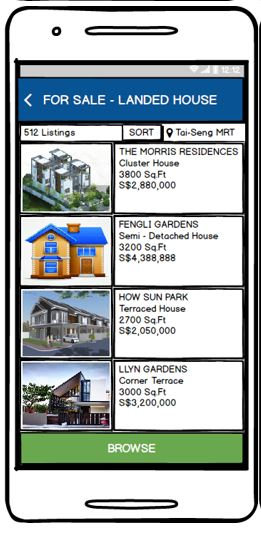 12:12
FOR SALE - LANDED HOUSE
512 Listings SORT Tai-Seng MRT
THE MORRIS RESIDENCES
Cluster House
3800 Sq.Ft
S$2,880,000
FENGLI GARDENS
Semi - Detached House
3200 Sq.Ft
S$4,388,888
HOW SUN PARK
Terraced House
2700 Sq.Ft
S$2,050,000
LLYN GARDENS
Corner Terrace
3000 Sq.Ft
S$3,200,000
BROWSE